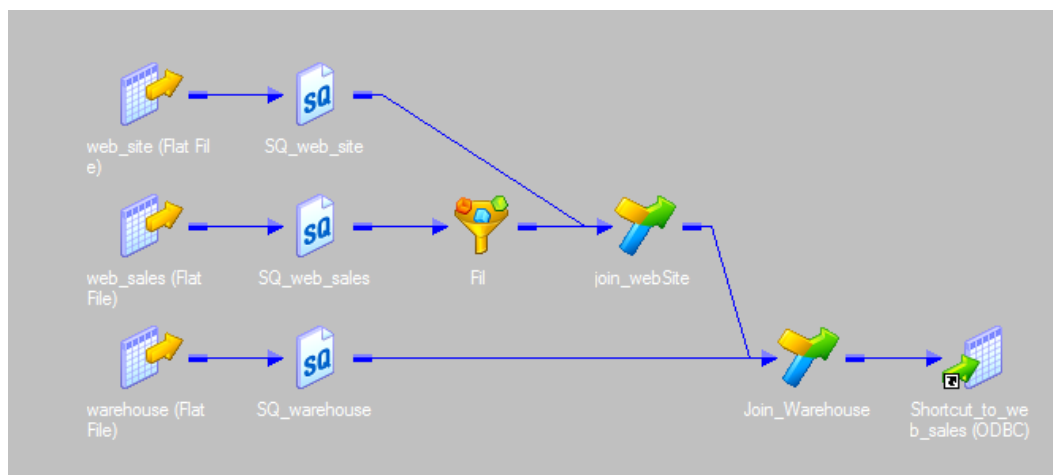 SQ
web_site (Flat Fil
e)
SQ_web_site
SQ
web_sales (Flat
File)
SQ_web_sales
Fil
join_webSite
SQ
warehouse (Flat
File)
SQ_warehouse
Join_Warehouse
Shortcut_to_we
b_sales (ODBC)